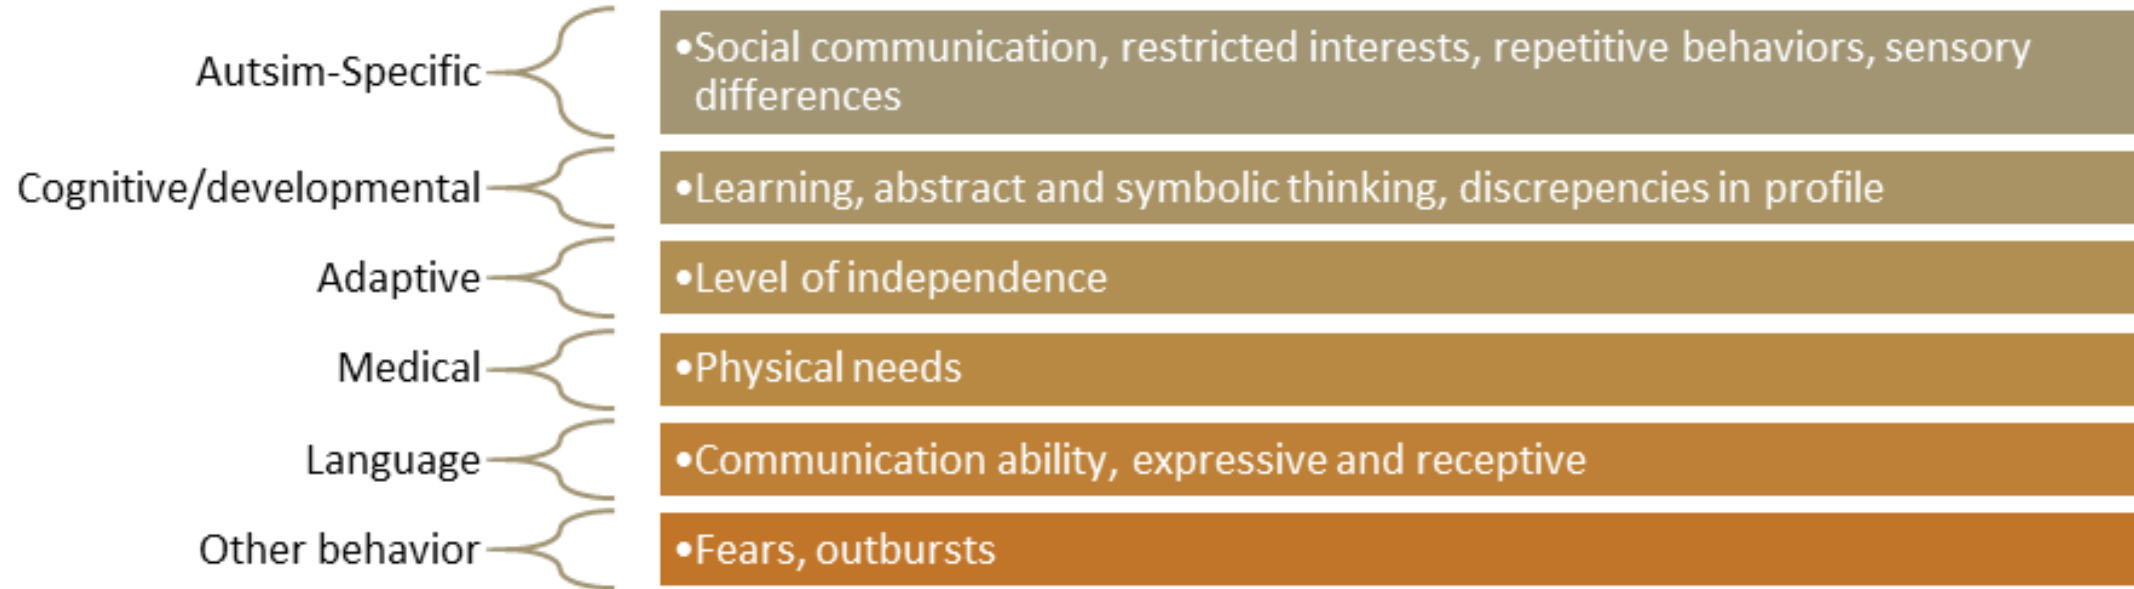 Autsim-Specific
•Social communication, restricted interests, repetitive behaviors, sensory
differences
Cognitive/developmental
•Learning, abstract and symbolic thinking, discrepencies in profile
Adaptive
•Level of independence
Medical
•Physical needs
Language
•Communication ability, expressive and receptive
Other behavior
•Fears, outbursts